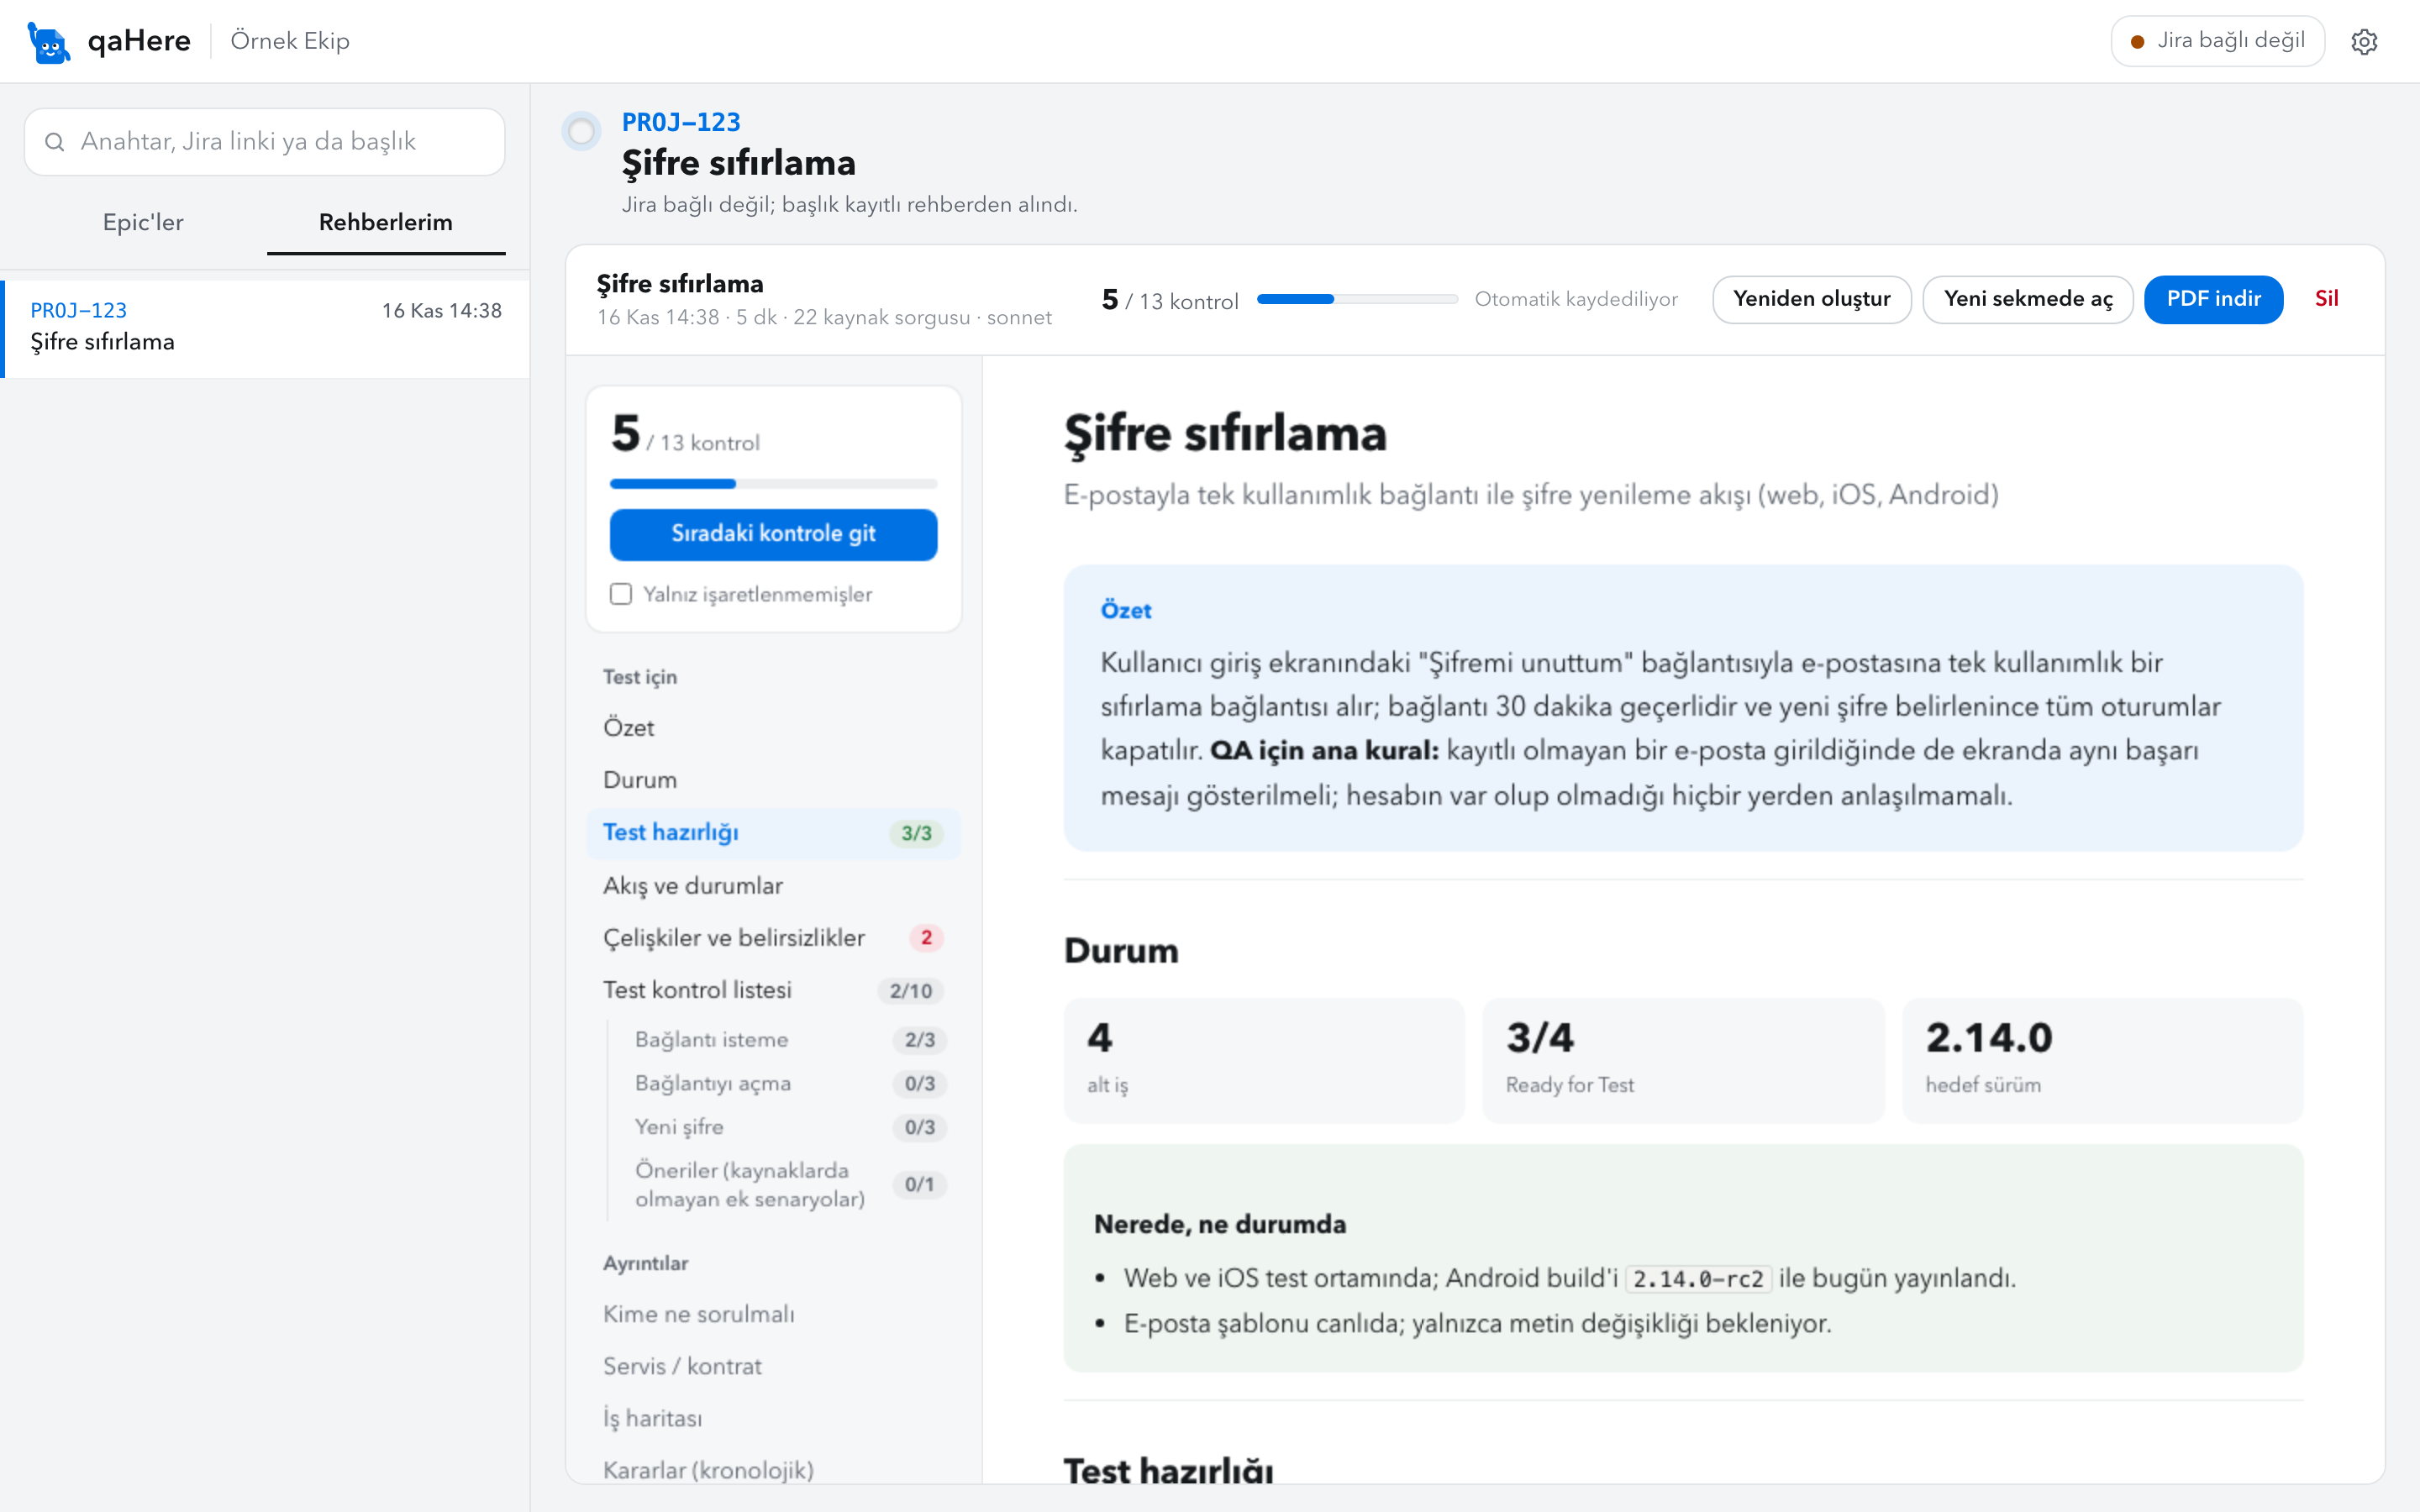 qaHere
Örnek Ekip
Jira bağlı değil
Anahtar, Jira linki ya da başlık
Epic'ler
Rehberlerim
PROJ-123
16 Kas 14:38
Şifre sıfırlama
PROJ-123
Şifre sıfırlama
Jira bağlı değil; başlık kayıtlı rehberden alındı.
Şifre sıfırlama
16 Kas 14:38 · 5 dk · 22 kaynak sorgusu · sonnet
5 / 13 kontrol
Otomatik kaydediliyor
Yeniden oluştur
Yeni sekmede aç
PDF indir
Sil
5 / 13 kontrol
Sıradaki kontrole git
Yalnız işaretlenmemişler
Test için
Özet
Durum
Test hazırlığı 3/3
Akış ve durumlar
Çelişkiler ve belirsizlikler 2
Test kontrol listesi 2/10
Bağlantı isteme 2/3
Bağlantıyı açma 0/3
Yeni şifre 0/3
Öneriler (kaynaklarda
olmayan ek senaryolar) 0/1
Ayrıntılar
Kime ne sorulmalı
Servis / kontrat
İş haritası
Kararlar (kronolojik)
Şifre sıfırlama
E-postayla tek kullanımlık bağlantı ile şifre yenileme akışı (web, iOS, Android)
Özet
Kullanıcı giriş ekranındaki "Şifremi unuttum" bağlantısıyla e-postasına tek kullanımlık bir
sıfırlama bağlantısı alır; bağlantı 30 dakika geçerlidir ve yeni şifre belirlenince tüm oturumlar
kapatılır. QA için ana kural: kayıtlı olmayan bir e-posta girildiğinde de ekranda aynı başarı
mesajı gösterilmeli; hesabın var olup olmadığı hiçbir yerden anlaşılmamalı.
Durum
4
alt iş
3/4
Ready for Test
2.14.0
hedef sürüm
Nerede, ne durumda
• Web ve iOS test ortamında; Android build'i 2.14.0-rc2 ile bugün yayınlandı.
• E-posta şablonu canlıda; yalnızca metin değişikliği bekleniyor.
Test hazırlığı